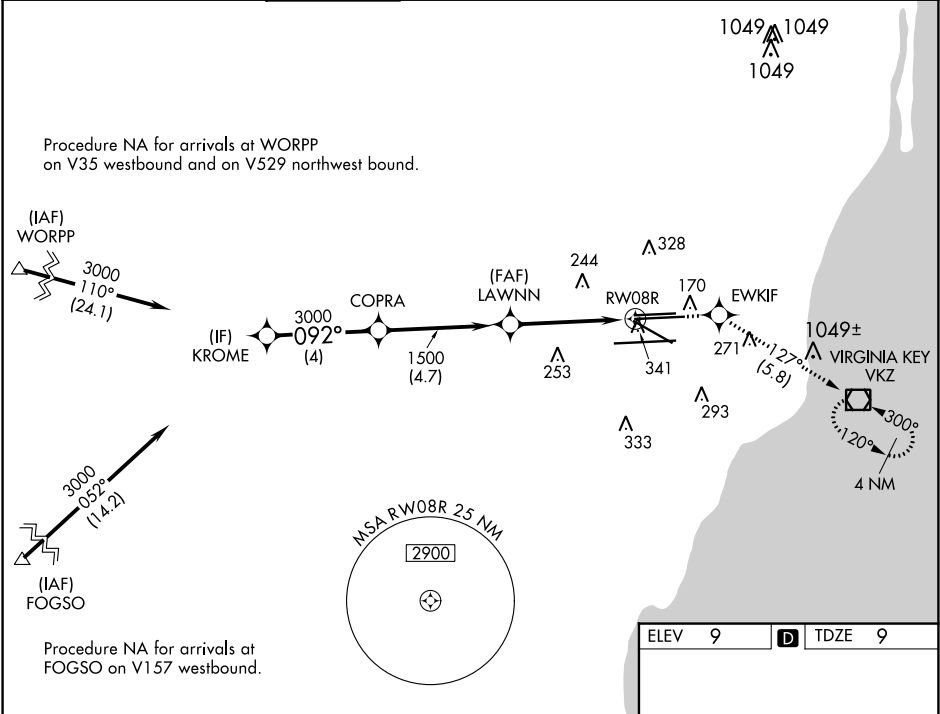 1049 1049
1049
Procedure NA for arrivals at WORPP
on V35 westbound and on V529 northwest bound.
(IAF)
WORPP
3000
110°
(24.1)
(IF)
KROME
3000
092°
(4)
COPRA
1500
(4.7)
(FAF)
LAWNN
244
328
253
RW08R
341
170
EWKIF
271
127°
(5.8)
1049±
VIRGINIA KEY
VKZ
300°
120°
4 NM
293
333
3000
052°
(14.2)
(IAF)
FOGSO
MSA RW08R 25 NM
2900
Procedure NA for arrivals at
FOGSO on V157 westbound.
ELEV 9 D TDZE 9